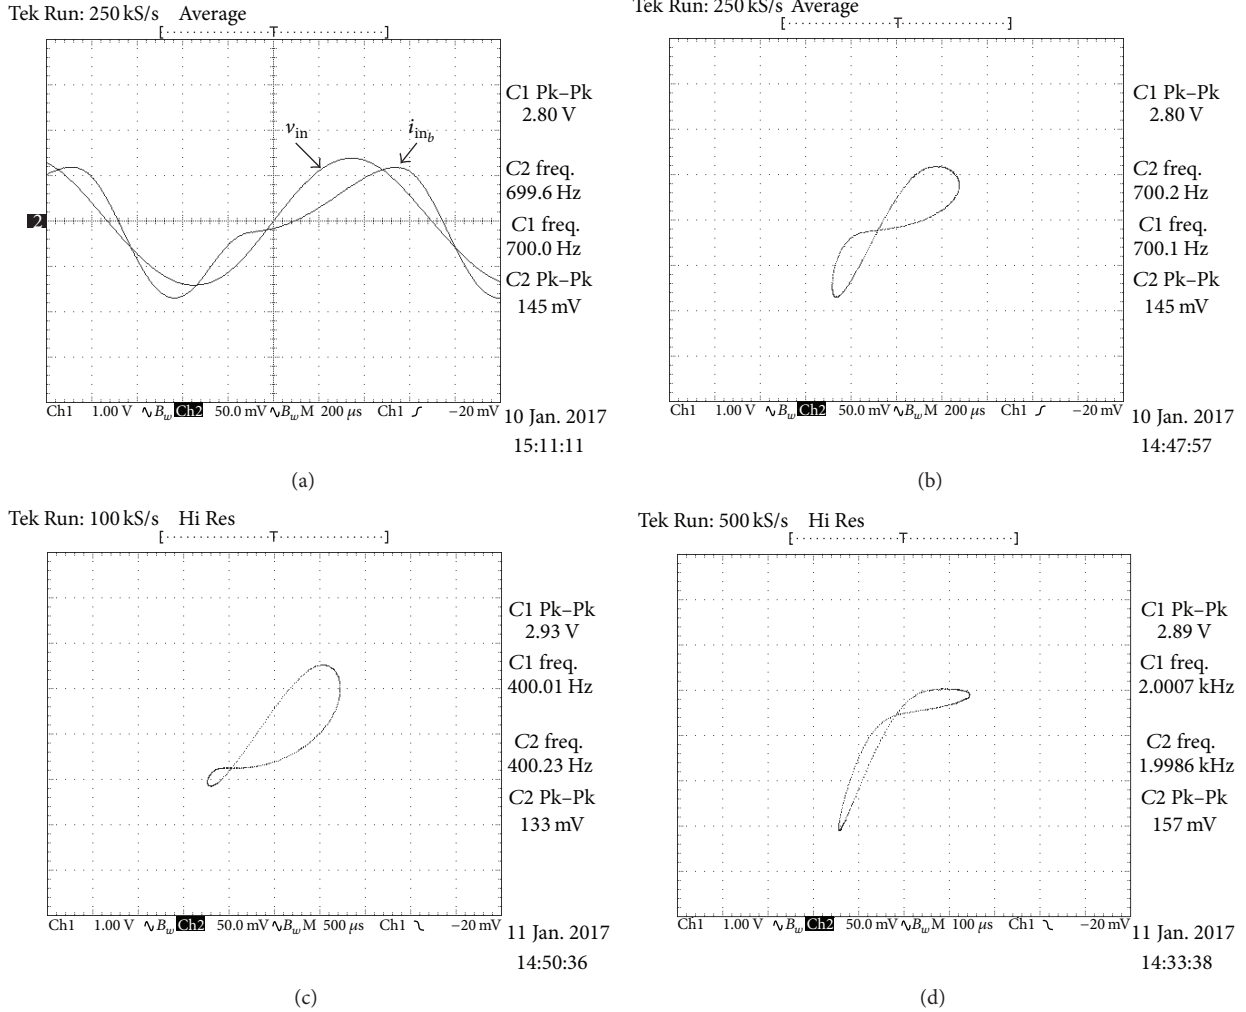 Tek Run: 250 kS/s Average
[ T ]
v_in
i_in_b
2
C1 Pk–Pk
2.80 V
C2 freq.
699.6 Hz
C1 freq.
700.0 Hz
C2 Pk–Pk
145 mV
Ch1 1.00 V ∿B_w Ch2 50.0 mV ∿B_w M 200 μs Ch1 −20 mV
10 Jan. 2017
15:11:11
(a)
Tek Run: 250 kS/s Average
[ T ]
C1 Pk–Pk
2.80 V
C2 freq.
700.2 Hz
C1 freq.
700.1 Hz
C2 Pk–Pk
145 mV
Ch1 1.00 V ∿B_w Ch2 50.0 mV ∿B_w M 200 μs Ch1 −20 mV
10 Jan. 2017
14:47:57
(b)
Tek Run: 100 kS/s Hi Res
[ T ]
C1 Pk–Pk
2.93 V
C1 freq.
400.01 Hz
C2 freq.
400.23 Hz
C2 Pk–Pk
133 mV
Ch1 1.00 V ∿B_w Ch2 50.0 mV ∿B_w M 500 μs Ch1 −20 mV
11 Jan. 2017
14:50:36
(c)
Tek Run: 500 kS/s Hi Res
[ T ]
C1 Pk–Pk
2.89 V
C1 freq.
2.0007 kHz
C2 freq.
1.9986 kHz
C2 Pk–Pk
157 mV
Ch1 1.00 V ∿B_w Ch2 50.0 mV ∿B_w M 100 μs Ch1 −20 mV
11 Jan. 2017
14:33:38
(d)